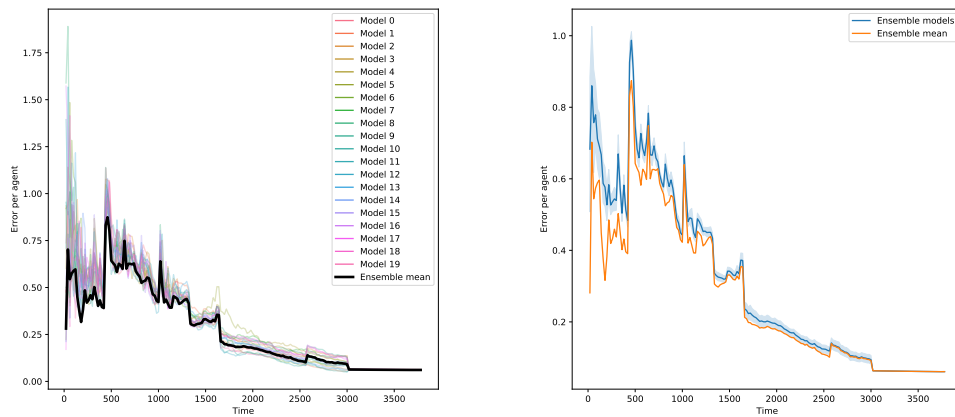 1.75
1.50
1.25
1.00
0.75
0.50
0.25
0.00
Error per agent
0 500 1000 1500 2000 2500 3000 3500
Time
Model 0
Model 1
Model 2
Model 3
Model 4
Model 5
Model 6
Model 7
Model 8
Model 9
Model 10
Model 11
Model 12
Model 13
Model 14
Model 15
Model 16
Model 17
Model 18
Model 19
Ensemble mean
1.0
0.8
0.6
0.4
0.2
Error per agent
0 500 1000 1500 2000 2500 3000 3500
Time
Ensemble models
Ensemble mean